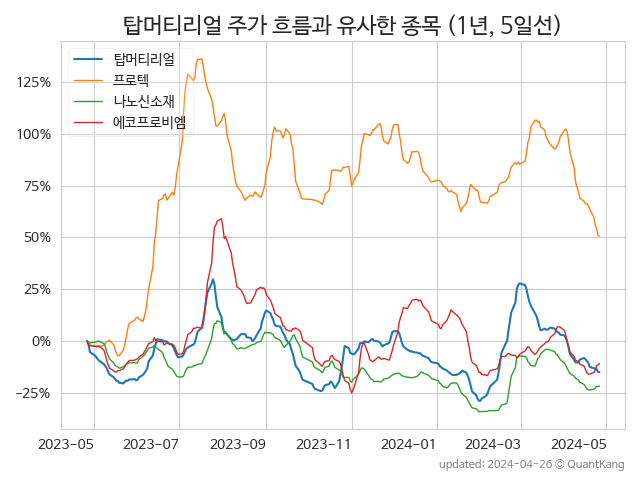 탑머티리얼 주가 흐름과 유사한 종목 (1년, 5일선)
탑머티리얼
프로텍
나노신소재
에코프로비엠
125%
100%
75%
50%
25%
0%
−25%
2023-05 2023-07 2023-09 2023-11 2024-01 2024-03 2024-05
updated: 2024-04-26 © QuantKang